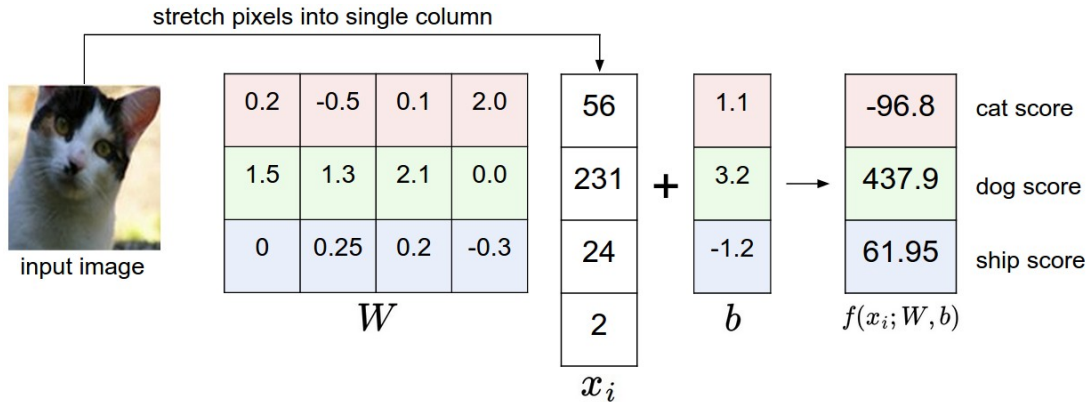 stretch pixels into single column
input image
0.2 -0.5 0.1 2.0
1.5 1.3 2.1 0.0
0 0.25 0.2 -0.3
W
56
231
24
2
x_i
+
1.1
3.2
-1.2
b
-96.8
437.9
61.95
f(x_i; W, b)
cat score
dog score
ship score